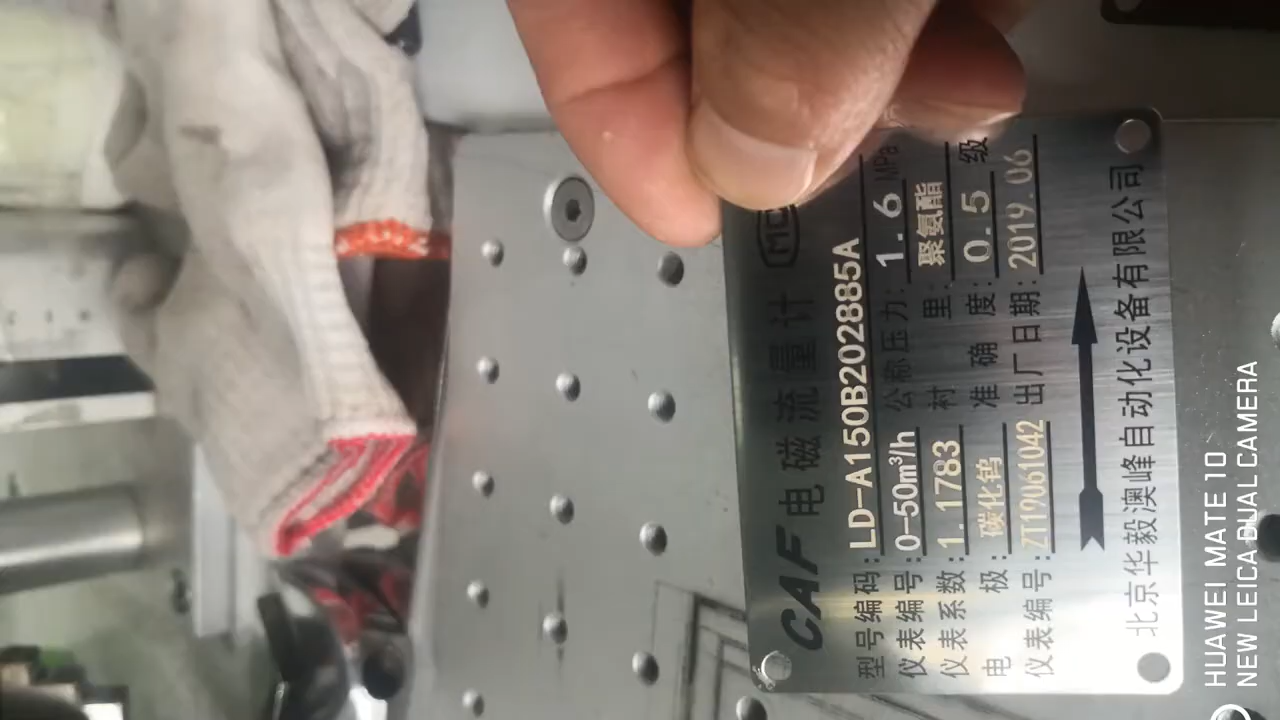 CAF 电磁流量计 MC
型号编码: LD-A150B202885A
仪表编号: 0-50m³/h 公称压力: 1.6 MPa
仪表系数: 1.1783 衬里: 聚氨酯
电极: 碳化钨 准确度: 0.5 级
仪表编号: ZT19061042 出厂日期: 2019.06
北京华毅澳峰自动化设备有限公司
HUAWEI MATE 10
NEW LEICA DUAL CAMERA